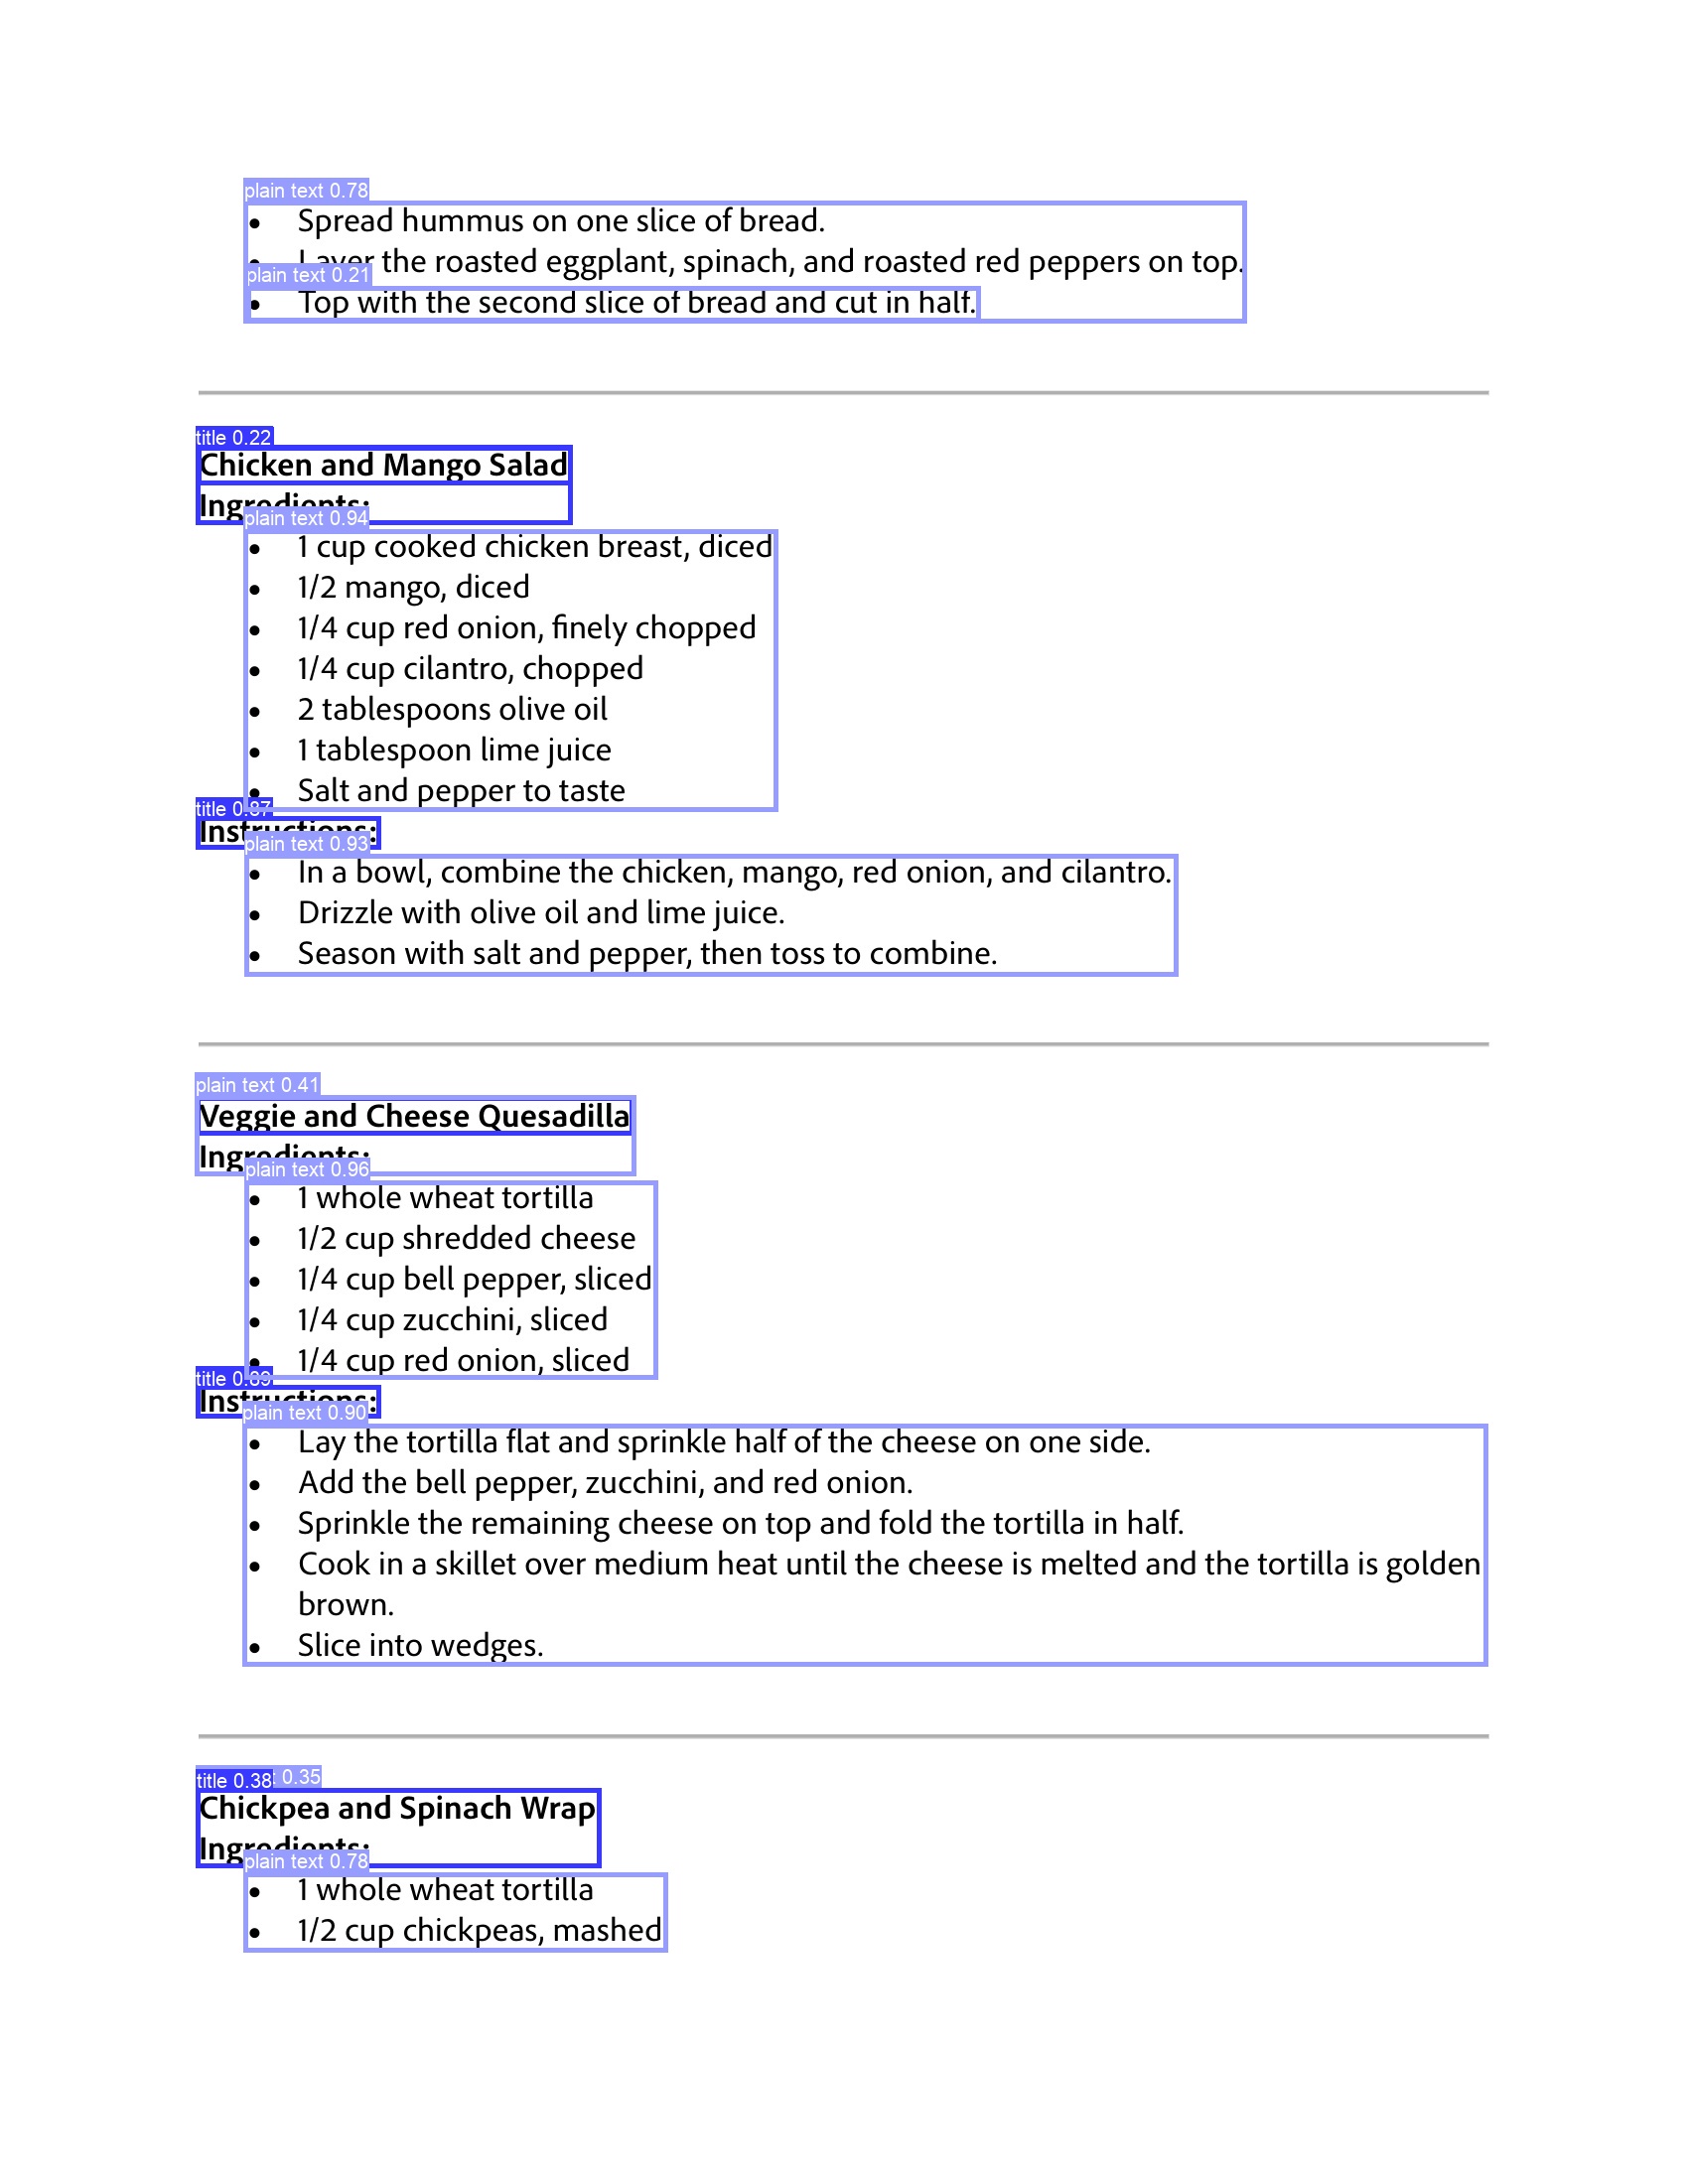 plain text 0.78
• Spread hummus on one slice of bread.
• Layer the roasted eggplant, spinach, and roasted red peppers on top.
plain text 0.21
• Top with the second slice of bread and cut in half.
title 0.22
Chicken and Mango Salad
Ingredients:
plain text 0.94
• 1 cup cooked chicken breast, diced
• 1/2 mango, diced
• 1/4 cup red onion, finely chopped
• 1/4 cup cilantro, chopped
• 2 tablespoons olive oil
• 1 tablespoon lime juice
• Salt and pepper to taste
title 0.87
Instructions:
plain text 0.93
• In a bowl, combine the chicken, mango, red onion, and cilantro.
• Drizzle with olive oil and lime juice.
• Season with salt and pepper, then toss to combine.
plain text 0.41
Veggie and Cheese Quesadilla
Ingredients:
plain text 0.96
• 1 whole wheat tortilla
• 1/2 cup shredded cheese
• 1/4 cup bell pepper, sliced
• 1/4 cup zucchini, sliced
• 1/4 cup red onion, sliced
title 0.89
Instructions:
plain text 0.90
• Lay the tortilla flat and sprinkle half of the cheese on one side.
• Add the bell pepper, zucchini, and red onion.
• Sprinkle the remaining cheese on top and fold the tortilla in half.
• Cook in a skillet over medium heat until the cheese is melted and the tortilla is golden
brown.
• Slice into wedges.
title 0.38 0.35
Chickpea and Spinach Wrap
Ingredients:
plain text 0.78
• 1 whole wheat tortilla
• 1/2 cup chickpeas, mashed